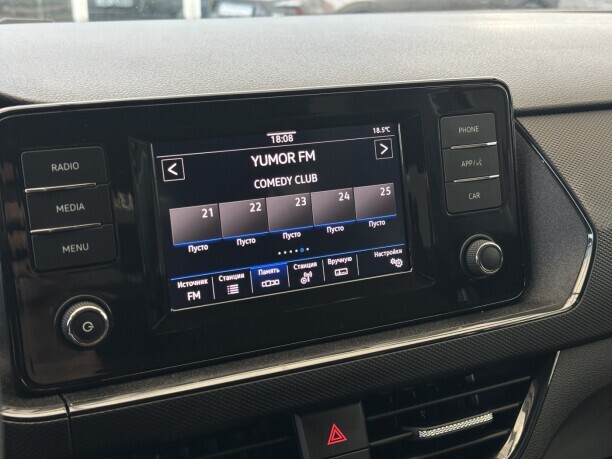 RADIO
MEDIA
MENU
18:08
18.5°C
<
YUMOR FM
>
COMEDY CLUB
21 22 23 24 25
Пусто Пусто Пусто Пусто Пусто
Источник Станции Память Станция Вручную Настройки
FM
PHONE
APP/
CAR